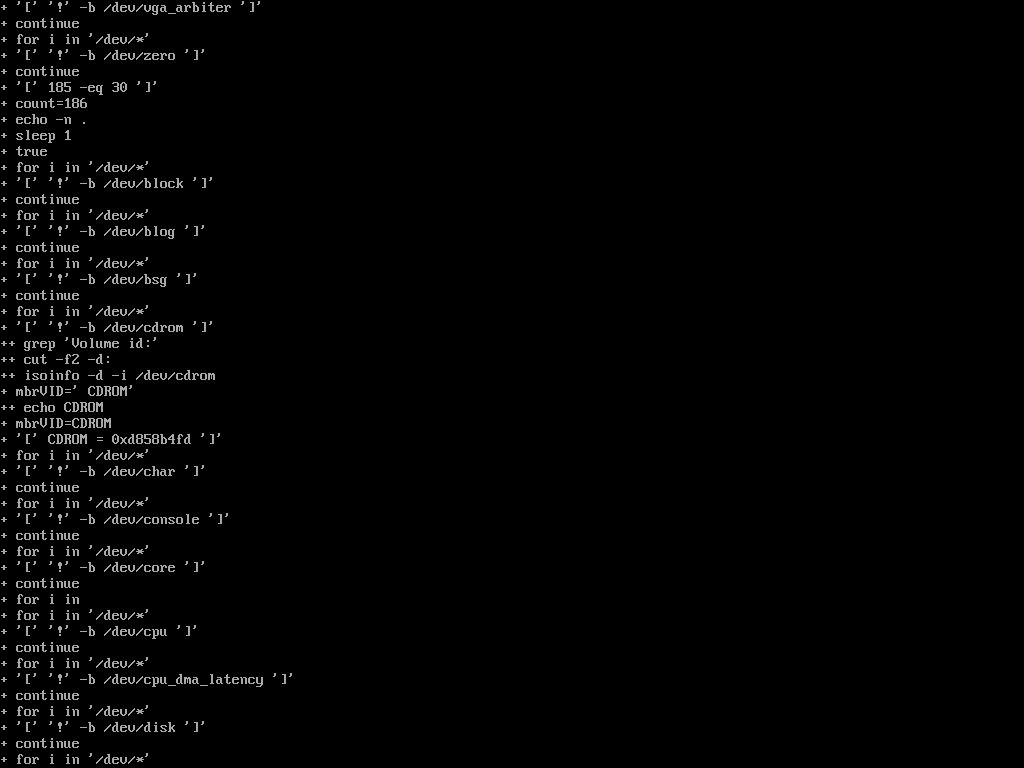 + '[' '!' -b /dev/vga_arbiter ']'
+ continue
+ for i in '/dev/*'
+ '[' '!' -b /dev/zero ']'
+ continue
+ '[' 185 -eq 30 ']'
+ count=186
+ echo -n .
+ sleep 1
+ true
+ for i in '/dev/*'
+ '[' '!' -b /dev/block ']'
+ continue
+ for i in '/dev/*'
+ '[' '!' -b /dev/blog ']'
+ continue
+ for i in '/dev/*'
+ '[' '!' -b /dev/bsg ']'
+ continue
+ for i in '/dev/*'
+ '[' '!' -b /dev/cdrom ']'
++ grep 'Volume id:'
++ cut -f2 -d:
++ isoinfo -d -i /dev/cdrom
+ mbrVID=' CDROM'
++ echo CDROM
+ mbrVID=CDROM
+ '[' CDROM = 0xd858b4fd ']'
+ for i in '/dev/*'
+ '[' '!' -b /dev/char ']'
+ continue
+ for i in '/dev/*'
+ '[' '!' -b /dev/console ']'
+ continue
+ for i in '/dev/*'
+ '[' '!' -b /dev/core ']'
+ continue
+ for i in
+ for i in '/dev/*'
+ '[' '!' -b /dev/cpu ']'
+ continue
+ for i in '/dev/*'
+ '[' '!' -b /dev/cpu_dma_latency ']'
+ continue
+ for i in '/dev/*'
+ '[' '!' -b /dev/disk ']'
+ continue
+ for i in '/dev/*'